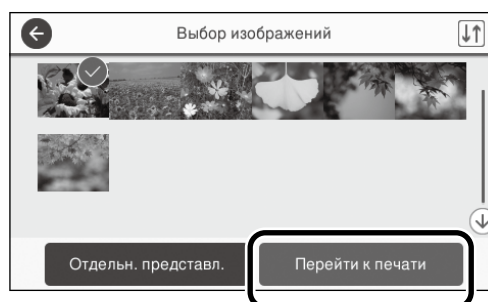 Выбор изображений
Отдельн. представл.
Перейти к печати